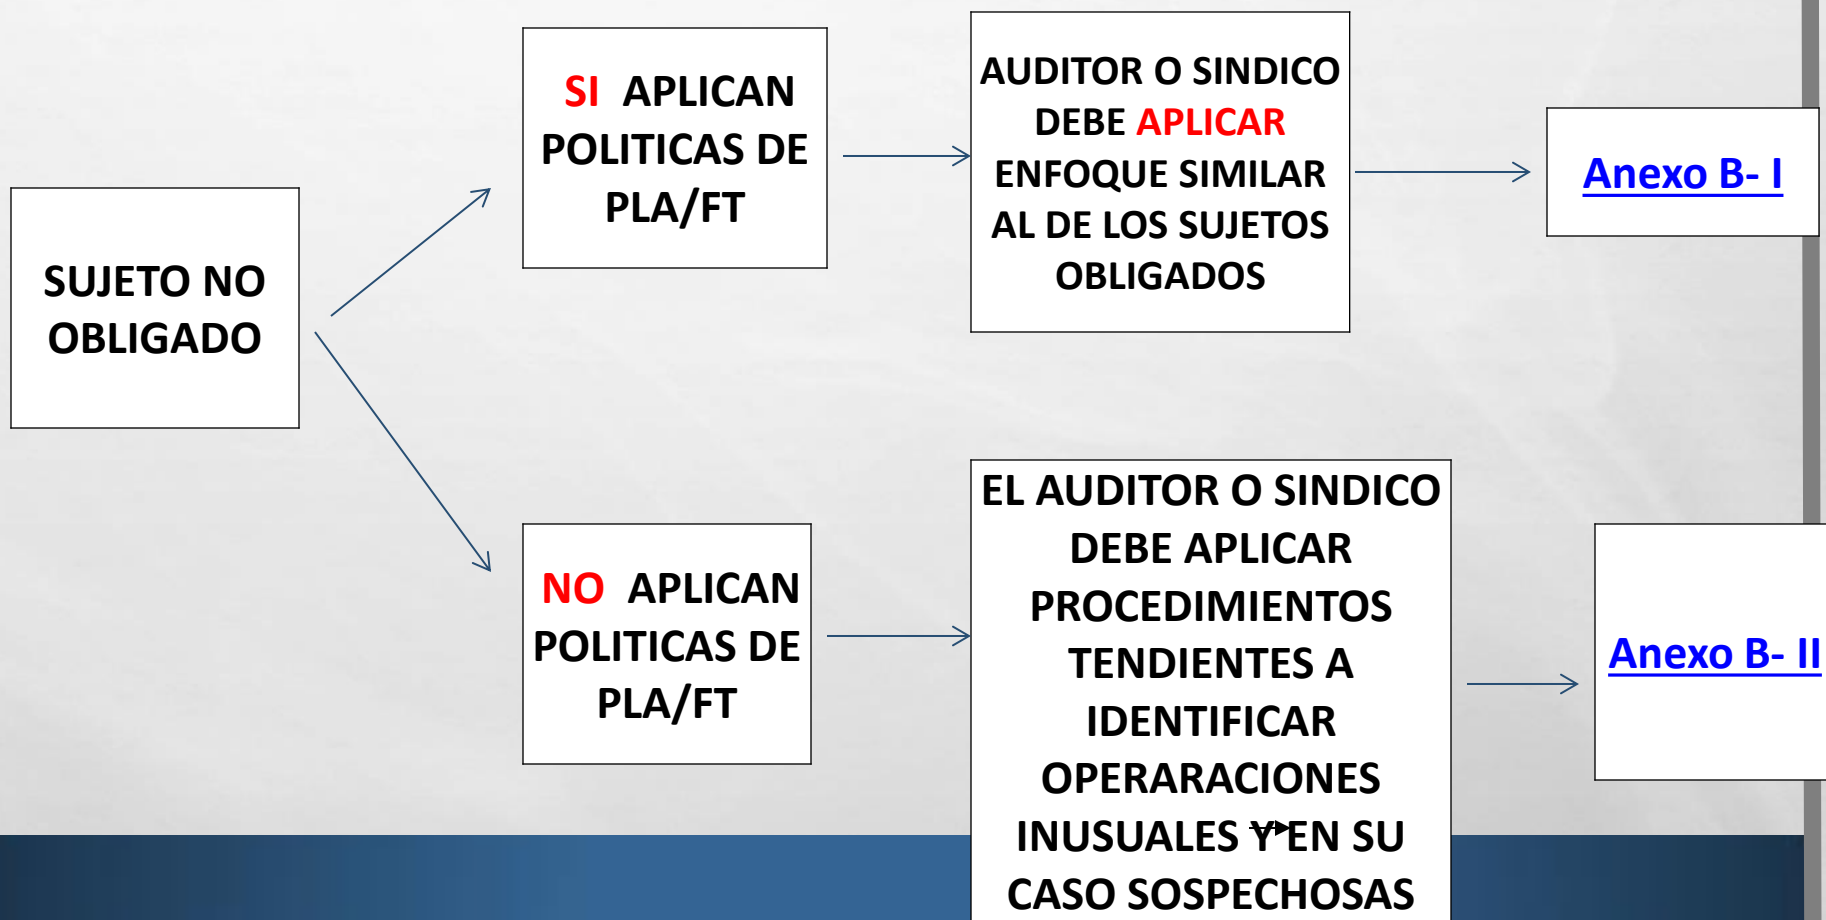 SUJETO NO
OBLIGADO
SI APLICAN
POLITICAS DE
PLA/FT
AUDITOR O SINDICO
DEBE APLICAR
ENFOQUE SIMILAR
AL DE LOS SUJETOS
OBLIGADOS
Anexo B- I
NO APLICAN
POLITICAS DE
PLA/FT
EL AUDITOR O SINDICO
DEBE APLICAR
PROCEDIMIENTOS
TENDIENTES A
IDENTIFICAR
OPERARACIONES
INUSUALES Y EN SU
CASO SOSPECHOSAS
Anexo B- II